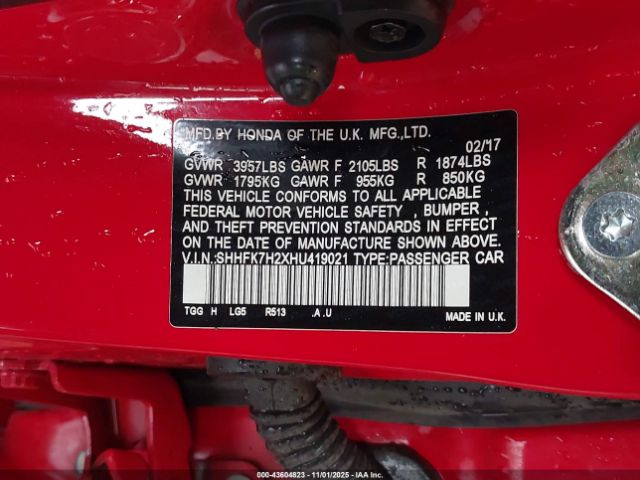 MFD.BY HONDA OF THE U.K. MFG.,LTD.
02/17
GVWR 3957LBS GAWR F 2105LBS R 1874LBS
GVWR 1795KG GAWR F 955KG R 850KG
THIS VEHICLE CONFORMS TO ALL APPLICABLE
FEDERAL MOTOR VEHICLE SAFETY , BUMPER ,
AND THEFT PREVENTION STANDARDS IN EFFECT
ON THE DATE OF MANUFACTURE SHOWN ABOVE.
V.I.N.:SHHFK7H2XHU419021 TYPE:PASSENGER CAR
TGG H LG5 R513 .A .U MADE IN U.K.
000-43604823 - 11/01/2025 - IAA Inc.